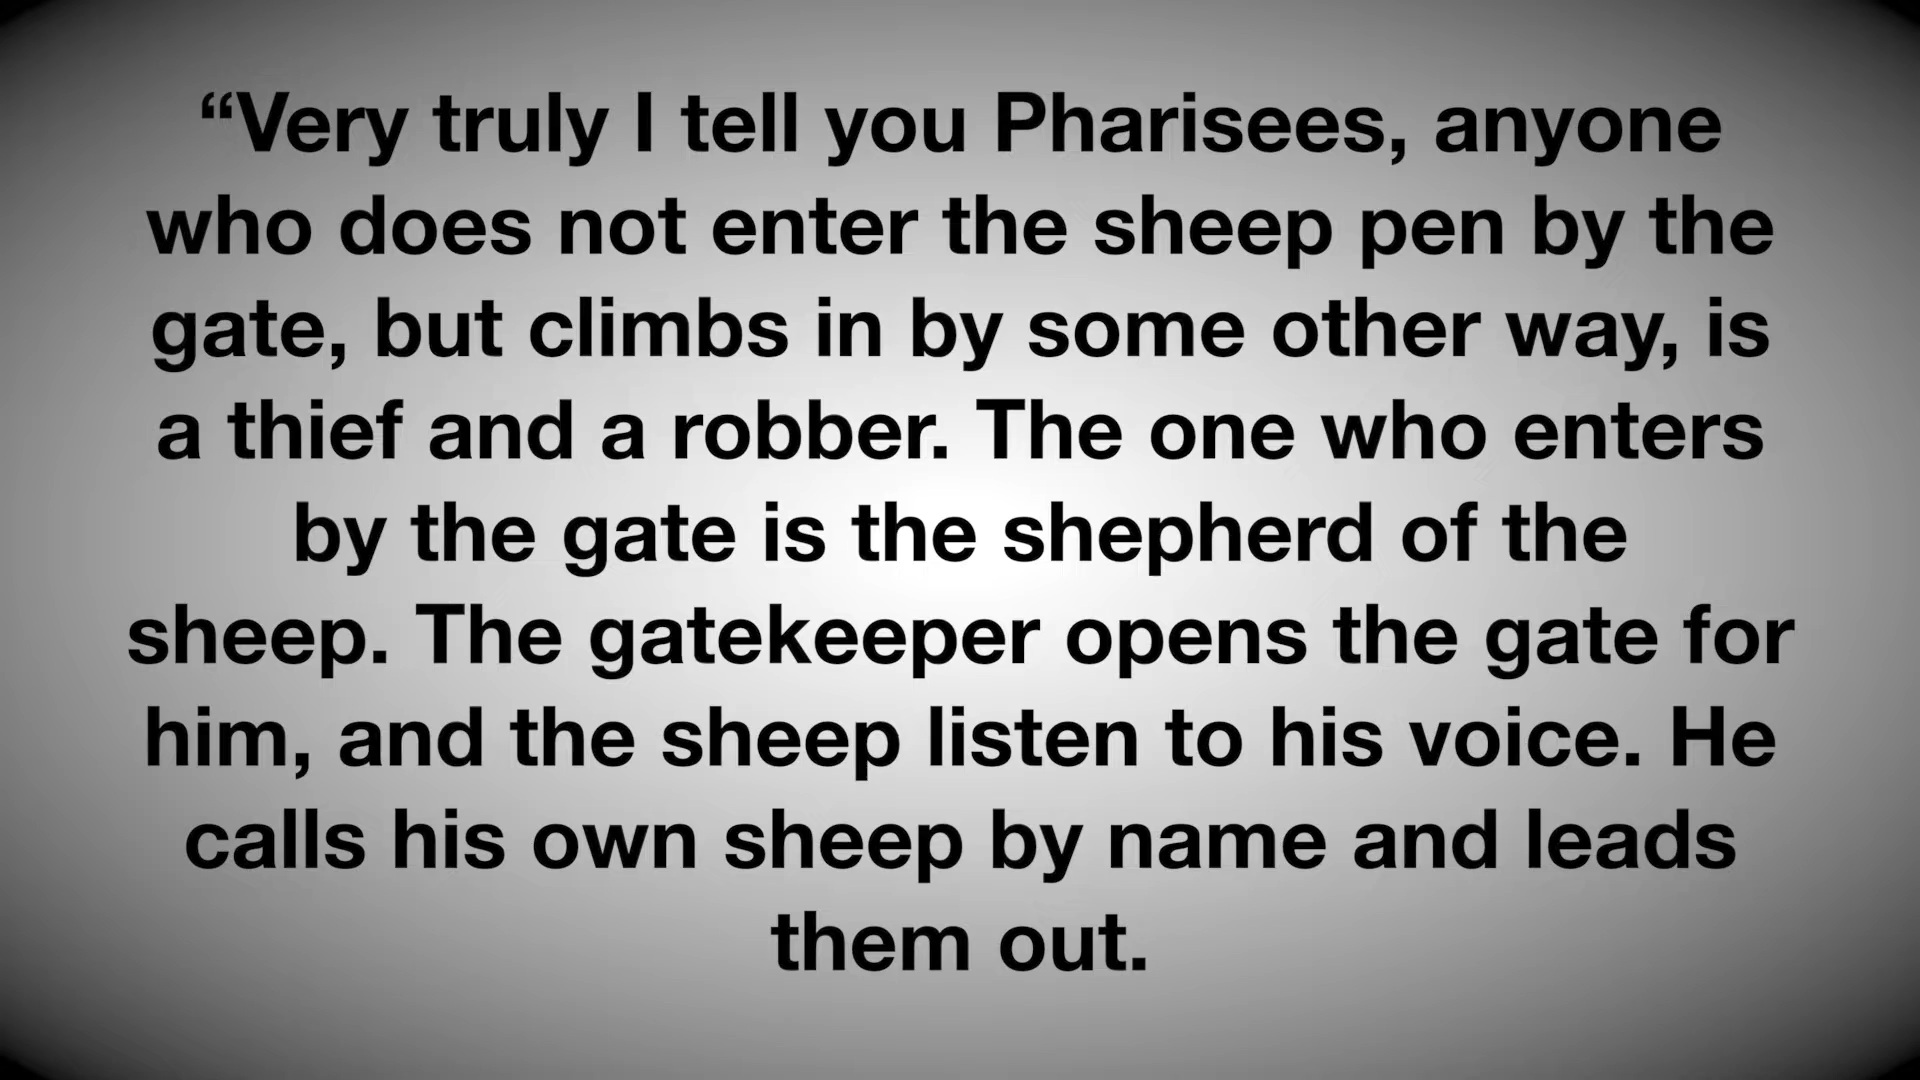 “Very truly I tell you Pharisees, anyone
who does not enter the sheep pen by the
gate, but climbs in by some other way, is
a thief and a robber. The one who enters
by the gate is the shepherd of the
sheep. The gatekeeper opens the gate for
him, and the sheep listen to his voice. He
calls his own sheep by name and leads
them out.